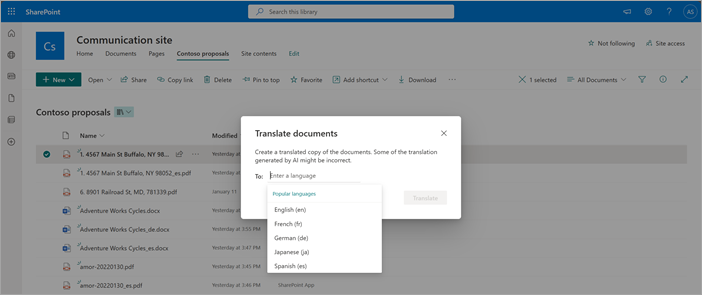 SharePoint
Search this library
AS
Cs
Communication site
Home Documents Pages Contoso proposals Site contents Edit
Not following Site access
+ New Open Share Copy link Delete Pin to top Favorite Add shortcut Download ... 1 selected All Documents
Contoso proposals
Name Modified
1. 4567 Main St Buffalo, NY 98... Yesterday at
1. 4567 Main St Buffalo, NY 98052_es.pdf Yesterday at
6. 8901 Railroad St, MD, 781339.pdf January 11
Adventure Works Cycles.docx Yesterday at
Adventure Works Cycles_de.docx Yesterday at 3:55 PM
Adventure Works Cycles_es.docx Yesterday at 3:47 PM
amor-20220130.pdf Yesterday at 3:45 PM
amor-20220130_es.pdf Yesterday at 3:46 PM SharePoint App
Translate documents
Create a translated copy of the documents. Some of the translation
generated by AI might be incorrect.
To: Enter a language
Popular languages
English (en)
French (fr)
German (de)
Japanese (ja)
Spanish (es)
Translate